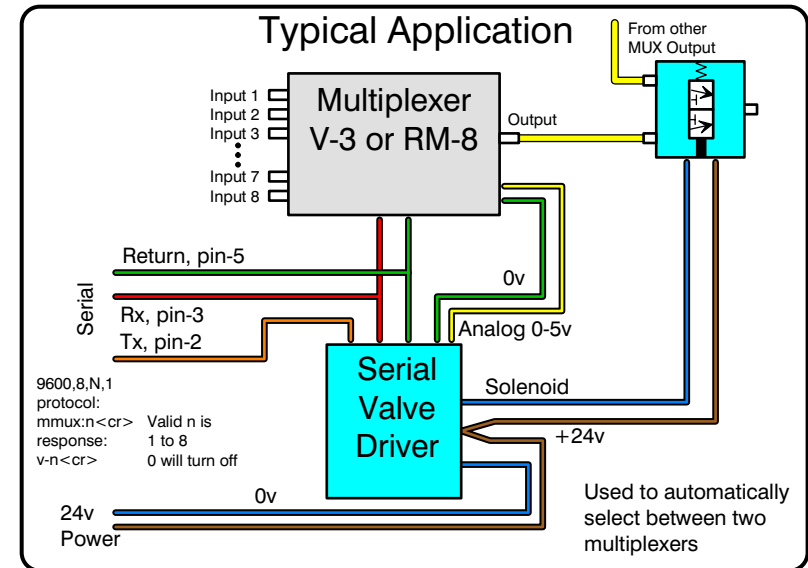 Typical Application
From other
MUX Output
Input 1
Input 2
Input 3
Input 7
Input 8
Multiplexer
V-3 or RM-8
Output
Return, pin-5
0v
Serial
Rx, pin-3
Tx, pin-2
Analog 0-5v
9600,8,N,1
protocol:
mmux:n<cr> Valid n is
response: 1 to 8
v-n<cr> 0 will turn off
Serial
Valve
Driver
Solenoid
+24v
0v
24v
Power
Used to automatically
select between two
multiplexers